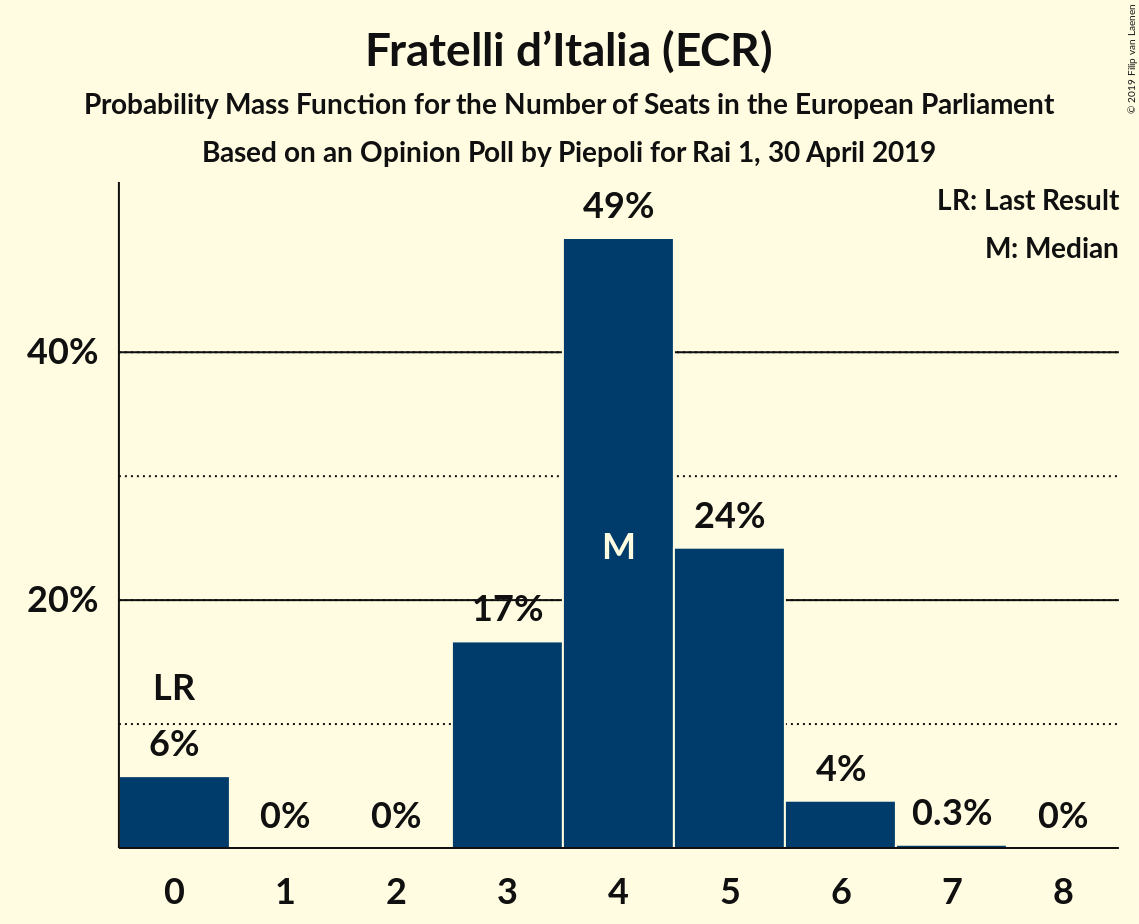 Fratelli d’Italia (ECR)
Probability Mass Function for the Number of Seats in the European Parliament
Based on an Opinion Poll by Piepoli for Rai 1, 30 April 2019
© 2019 Filip van Laenen
LR: Last Result
M: Median
49%
40%
24%
M
20%
17%
LR
6%
4%
0%
0%
0.3%
0%
0 1 2 3 4 5 6 7 8